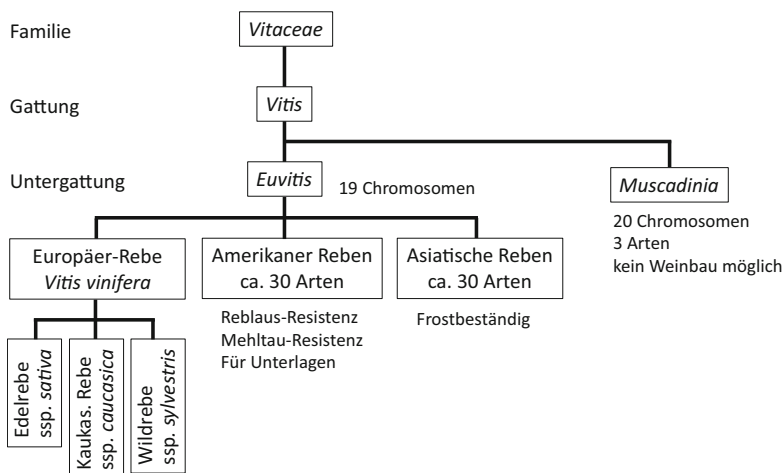 Familie
Vitaceae
Gattung
Vitis
Untergattung
Euvitis
19 Chromosomen
Muscadinia
20 Chromosomen
3 Arten
kein Weinbau möglich
Europäer-Rebe
Vitis vinifera
Amerikaner Reben
ca. 30 Arten
Asiatische Reben
ca. 30 Arten
Reblaus-Resistenz
Mehltau-Resistenz
Für Unterlagen
Frostbeständig
Edelrebe
ssp. sativa
Kaukas. Rebe
ssp. caucasica
Wildrebe
ssp. sylvestris